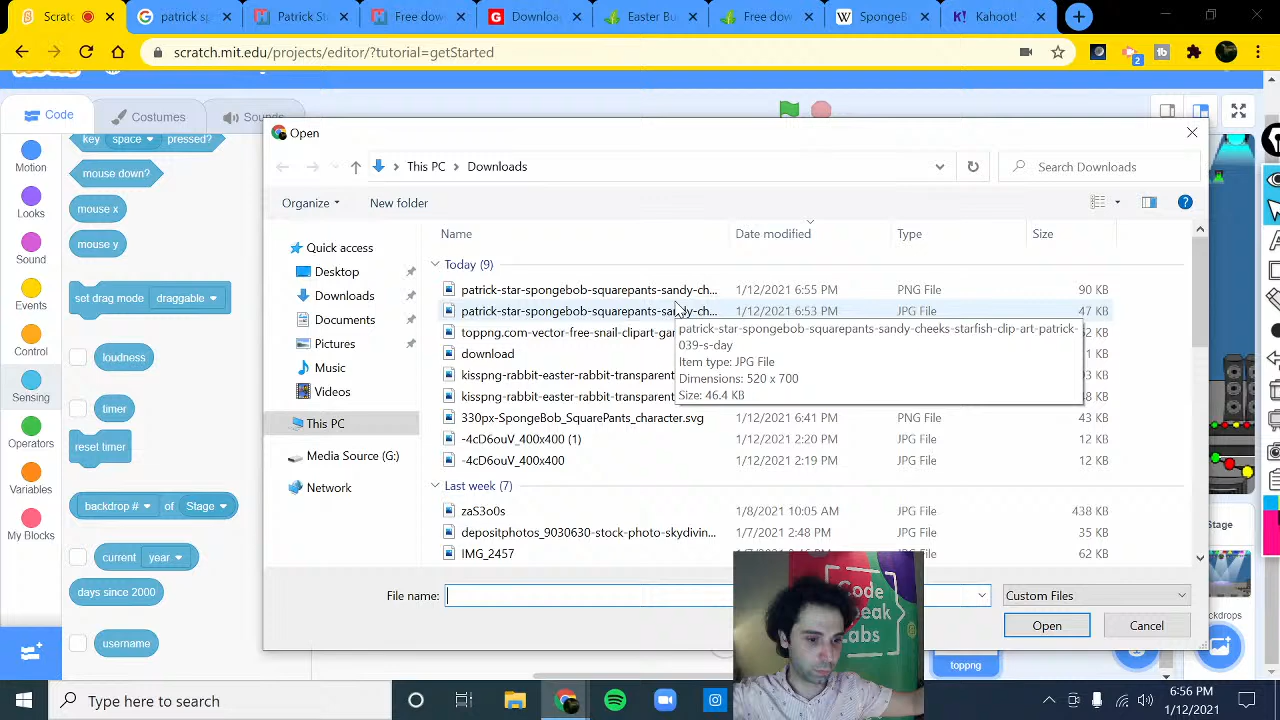 Scratc
patrick sp
Patrick St
Free dow
Downloa
Easter Bu
Free dow
SpongeB
Kahoot!
scratch.mit.edu/projects/editor/?tutorial=getStarted
2
Code
Costumes
Sounds
key space pressed?
mouse down?
mouse x
mouse y
set drag mode draggable
loudness
timer
reset timer
backdrop # of Stage
current year
days since 2000
username
Motion
Looks
Sound
Events
Control
Sensing
Operators
Variables
My Blocks
Open
This PC > Downloads
Search Downloads
Organize
New folder
Quick access
Desktop
Downloads
Documents
Pictures
Music
Videos
This PC
Media Source (G:)
Network
Name Date modified Type Size
Today (9)
patrick-star-spongebob-squarepants-sandy-ch... 1/12/2021 6:55 PM PNG File 90 KB
patrick-star-spongebob-squarepants-sandy-ch... 1/12/2021 6:53 PM JPG File 47 KB
toppng.com-vector-free-snail-clipart-gar
download
kisspng-rabbit-easter-rabbit-transparent
kisspng-rabbit-easter-rabbit-transparent
330px-SpongeBob_SquarePants_character.svg 1/12/2021 6:41 PM PNG File 43 KB
-4cD6ouV_400x400 (1) 1/12/2021 2:20 PM JPG File 12 KB
-4cD6ouV_400x400 1/12/2021 2:19 PM JPG File 12 KB
patrick-star-spongebob-squarepants-sandy-cheeks-starfish-clip-art-patrick-
039-s-day
Item type: JPG File
Dimensions: 520 x 700
Size: 46.4 KB
Last week (7)
zaS3o0s 1/8/2021 10:05 AM JPG File 438 KB
depositphotos_9030630-stock-photo-skydivin... 1/7/2021 2:48 PM JPG File 35 KB
IMG_2457 JPG File 62 KB
File name:
Custom Files
Open
Cancel
Code
Speak
Labs
Stage
toppng
Type here to search
6:56 PM
1/12/2021